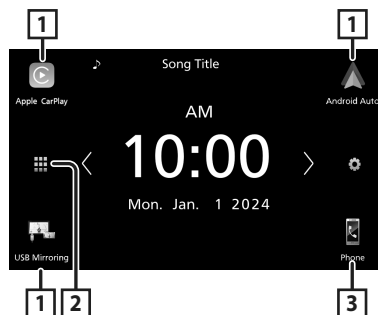 1 1
♪ Song Title
Apple CarPlay
Android Auto
AM
10:00
Mon. Jan. 1 2024
USB Mirroring
Phone
1 2 3